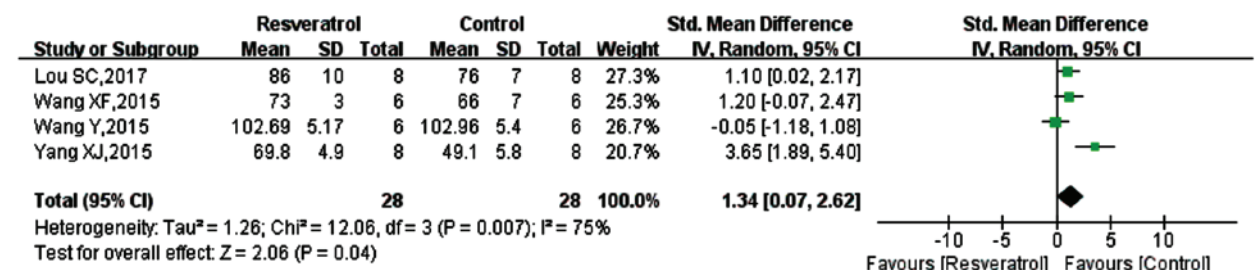 Resveratrol Control Std. Mean Difference Std. Mean Difference
Study or Subgroup Mean SD Total Mean SD Total Weight IV, Random, 95% CI IV, Random, 95% CI
Lou SC,2017 86 10 8 76 7 8 27.3% 1.10 [0.02, 2.17]
Wang XF,2015 73 3 6 66 7 6 25.3% 1.20 [-0.07, 2.47]
Wang Y,2015 102.69 5.17 6 102.96 5.4 6 26.7% -0.05 [-1.18, 1.08]
Yang XJ,2015 69.8 4.9 8 49.1 5.8 8 20.7% 3.65 [1.89, 5.40]
Total (95% CI) 28 28 100.0% 1.34 [0.07, 2.62]
Heterogeneity: Tau² = 1.26; Chi² = 12.06, df = 3 (P = 0.007); I² = 75%
Test for overall effect: Z = 2.06 (P = 0.04)
-10 -5 0 5 10
Favours [Resveratrol] Favours [Control]